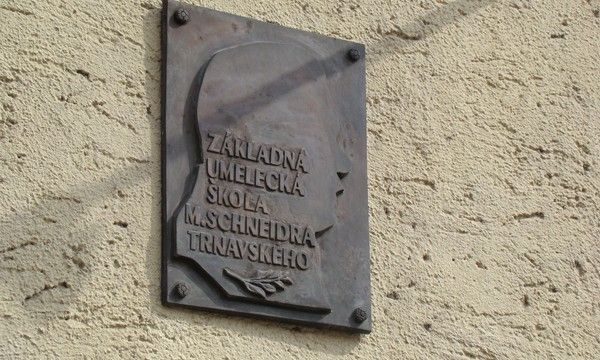 ZÁKLADNÁ
UMELECKÁ
ŠKOLA
M.SCHNEIDRA
TRNAVSKÉHO